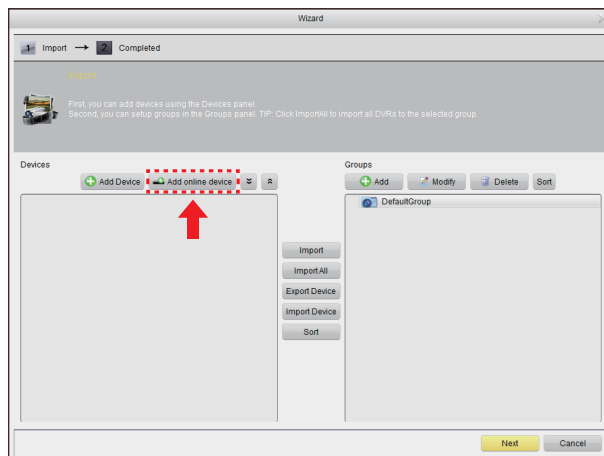 Wizard
1 Import → 2 Completed
Import
First, you can add devices using the Devices panel.
Second, you can setup groups in the Groups panel. TIP: Click ImportAll to import all DVRs to the selected group.
Devices
Groups
Add Device Add online device
Add Modify Delete Sort
DefaultGroup
Import
Import All
Export Device
Import Device
Sort
Next Cancel